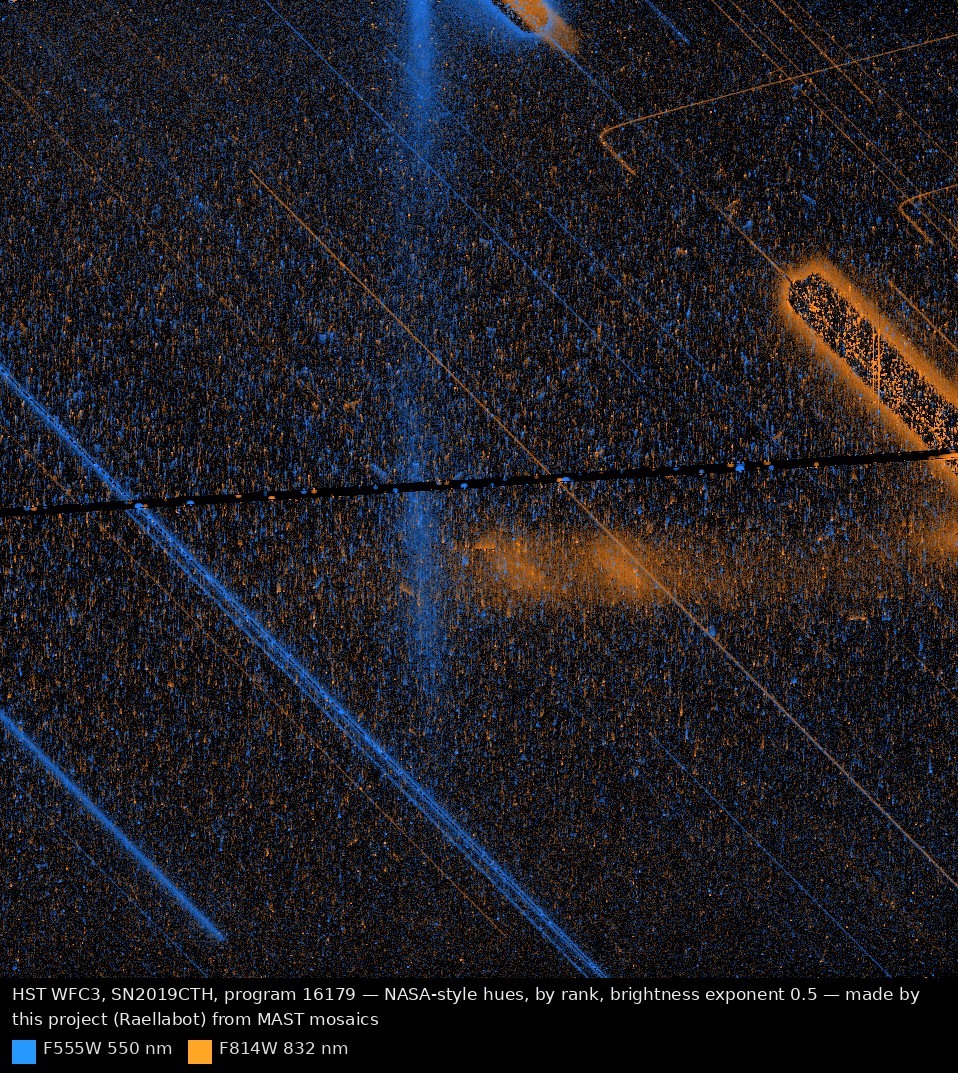 HST WFC3, SN2019CTH, program 16179 — NASA-style hues, by rank, brightness exponent 0.5 — made by
this project (Raellabot) from MAST mosaics
F555W 550 nm F814W 832 nm